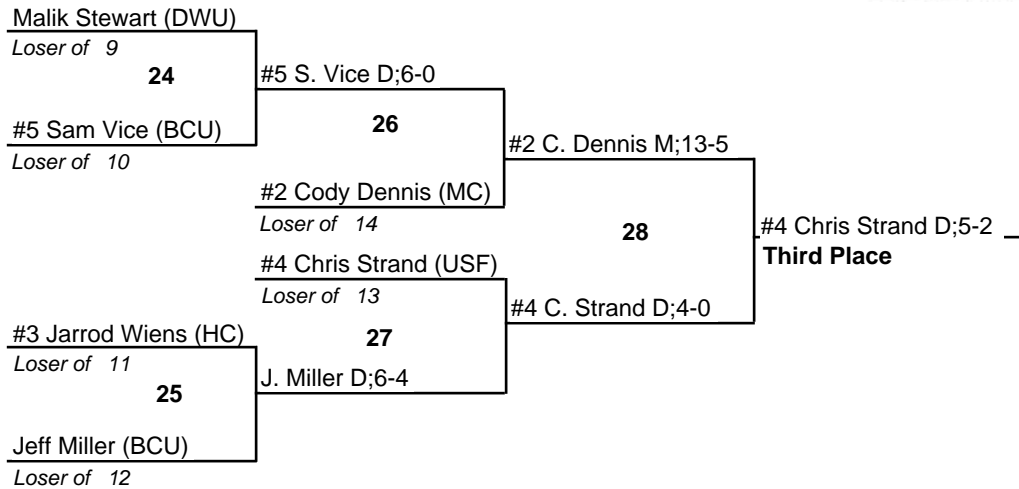 Malik Stewart (DWU)
Loser of 9
24
#5 S. Vice D;6-0
#5 Sam Vice (BCU)
Loser of 10
26
#2 C. Dennis M;13-5
#2 Cody Dennis (MC)
Loser of 14
28
#4 Chris Strand D;5-2
Third Place
#4 Chris Strand (USF)
Loser of 13
#4 C. Strand D;4-0
#3 Jarrod Wiens (HC)
Loser of 11
27
25
J. Miller D;6-4
Jeff Miller (BCU)
Loser of 12